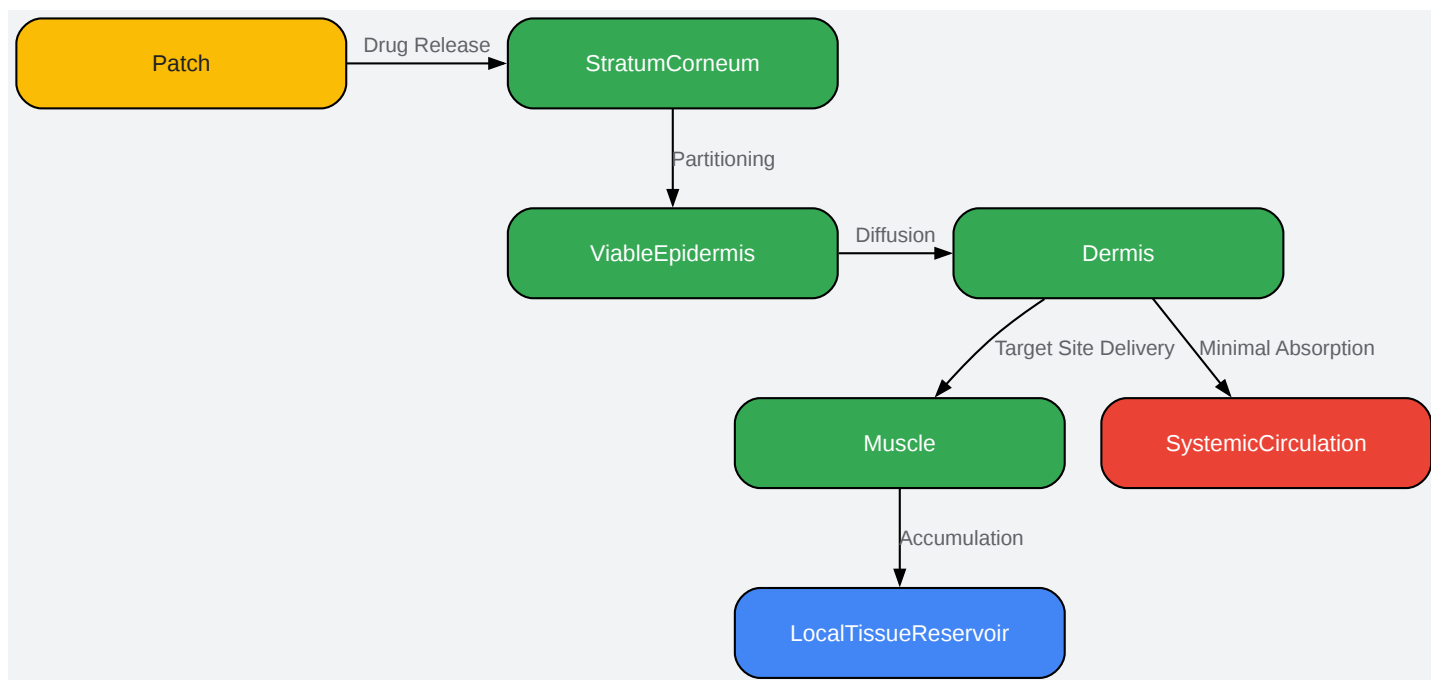 Patch
Drug Release
StratumCorneum
Partitioning
ViableEpidermis
Diffusion
Dermis
Target Site Delivery
Minimal Absorption
Muscle
SystemicCirculation
Accumulation
LocalTissueReservoir